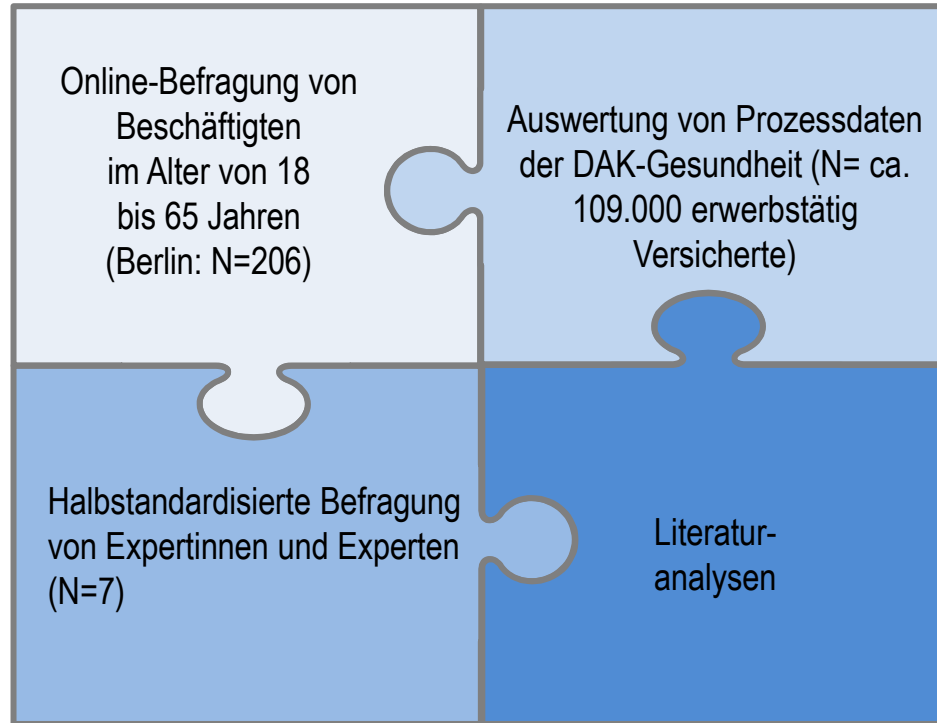 Online-Befragung von
Beschäftigten
im Alter von 18
bis 65 Jahren
(Berlin: N=206)
Auswertung von Prozessdaten
der DAK-Gesundheit (N= ca.
109.000 erwerbstätig
Versicherte)
Halbstandardisierte Befragung
von Expertinnen und Experten
(N=7)
Literatur-
analysen